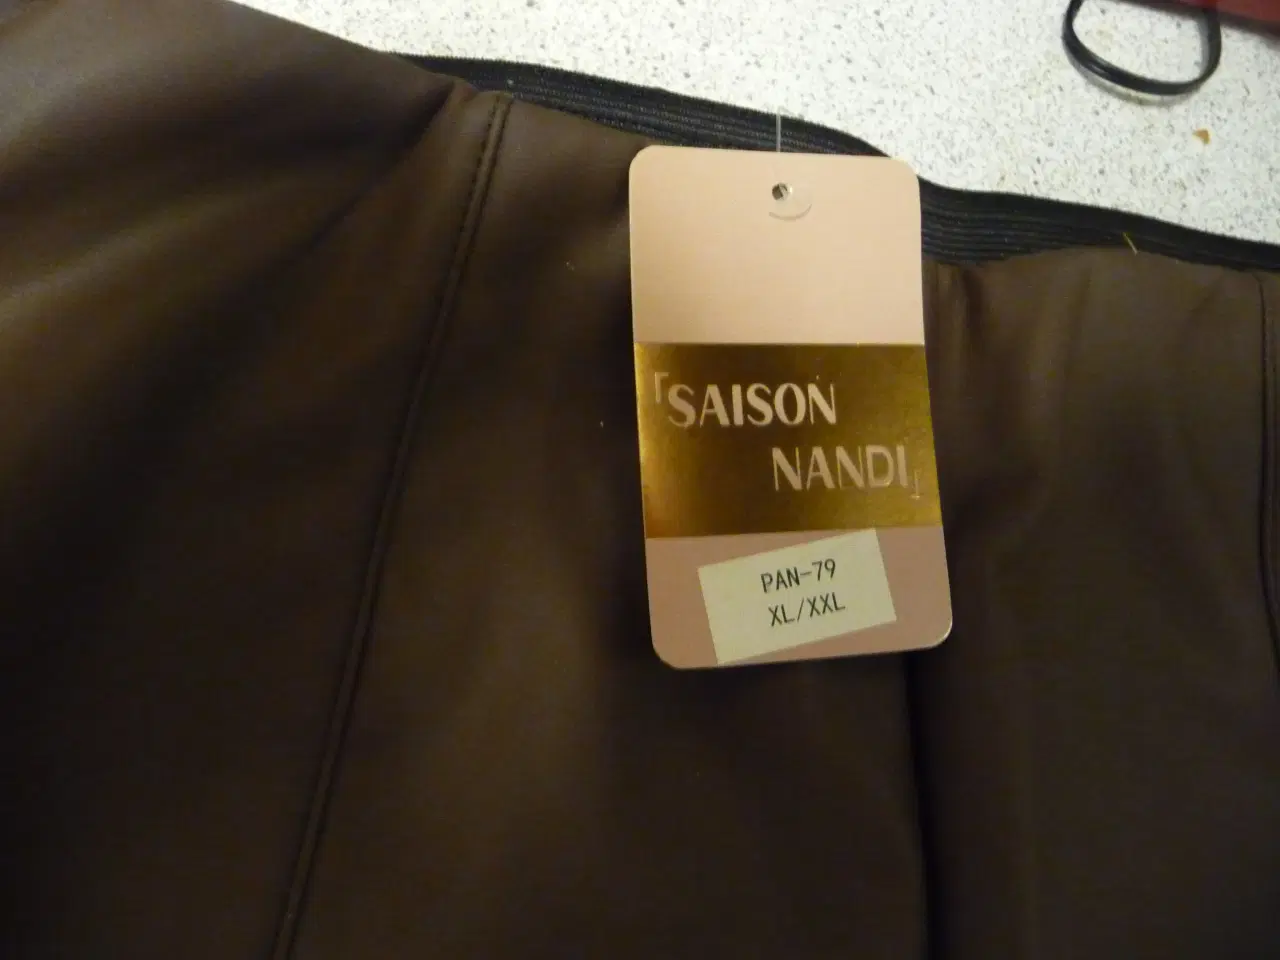 「SAISON
NANDI」
PAN-79
XL/XXL